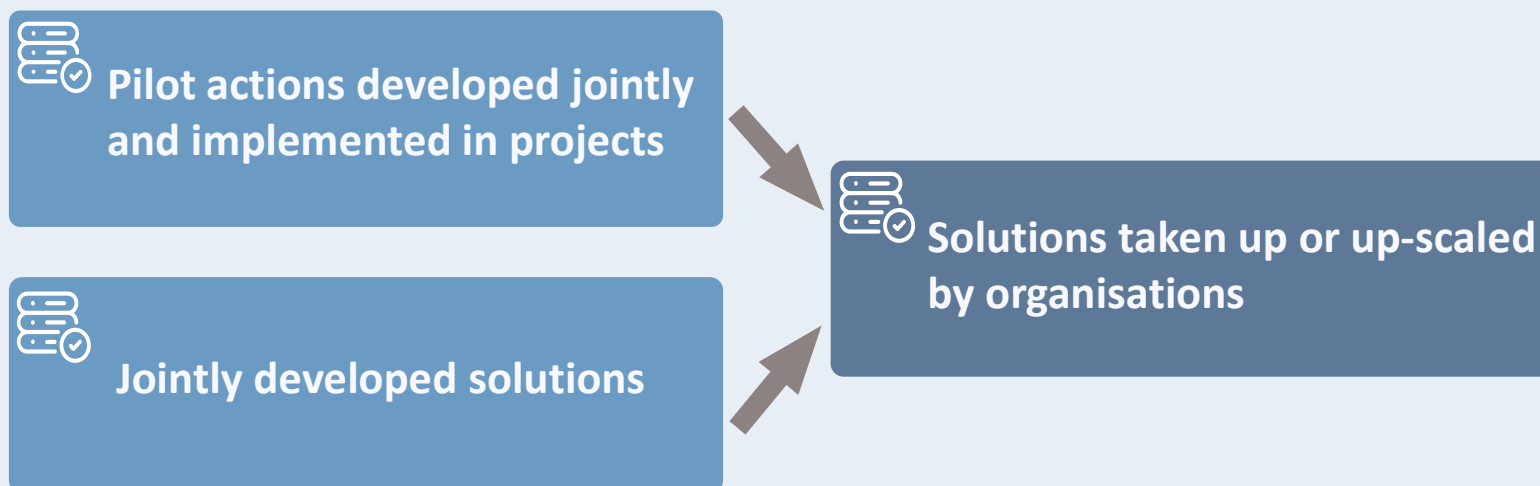 Pilot actions developed jointly
and implemented in projects
Jointly developed solutions
Solutions taken up or up-scaled
by organisations